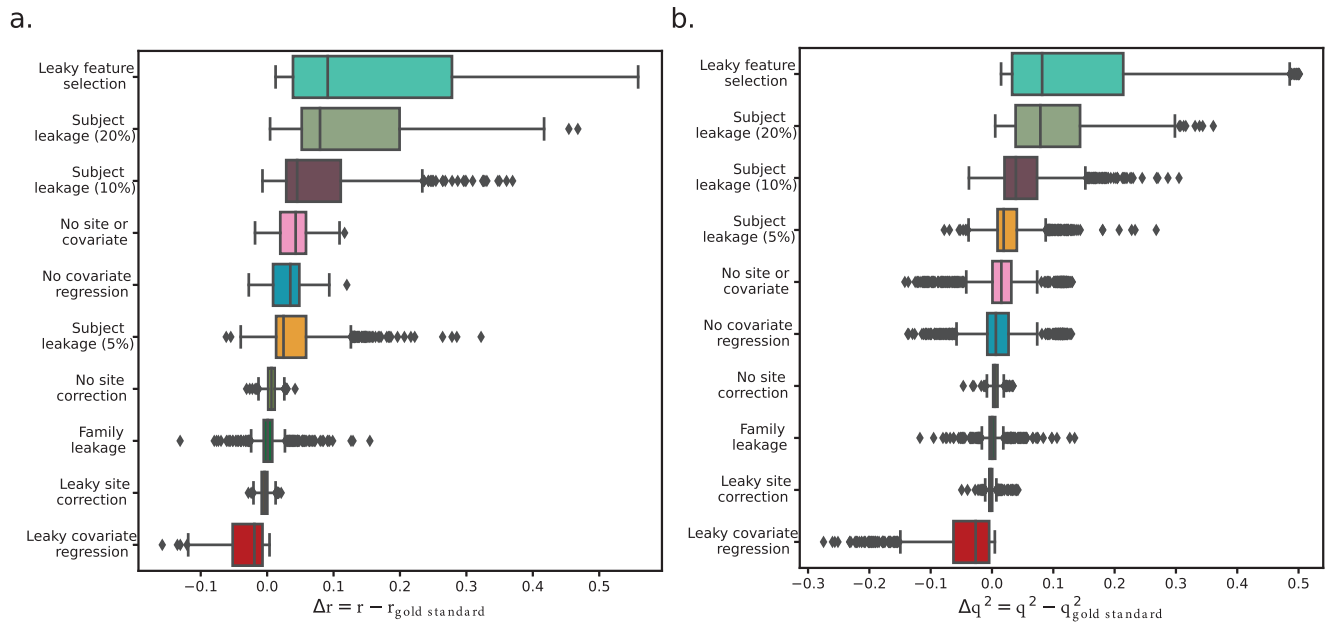 a.
Leaky feature
selection
Subject
leakage (20%)
Subject
leakage (10%)
No site or
covariate
No covariate
regression
Subject
leakage (5%)
No site
correction
Family
leakage
Leaky site
correction
Leaky covariate
regression
−0.1 0.0 0.1 0.2 0.3 0.4 0.5
Δr = r − r_gold standard
b.
Leaky feature
selection
Subject
leakage (20%)
Subject
leakage (10%)
Subject
leakage (5%)
No site or
covariate
No covariate
regression
No site
correction
Family
leakage
Leaky site
correction
Leaky covariate
regression
−0.3 −0.2 −0.1 0.0 0.1 0.2 0.3 0.4 0.5
Δq² = q² − q²_gold standard